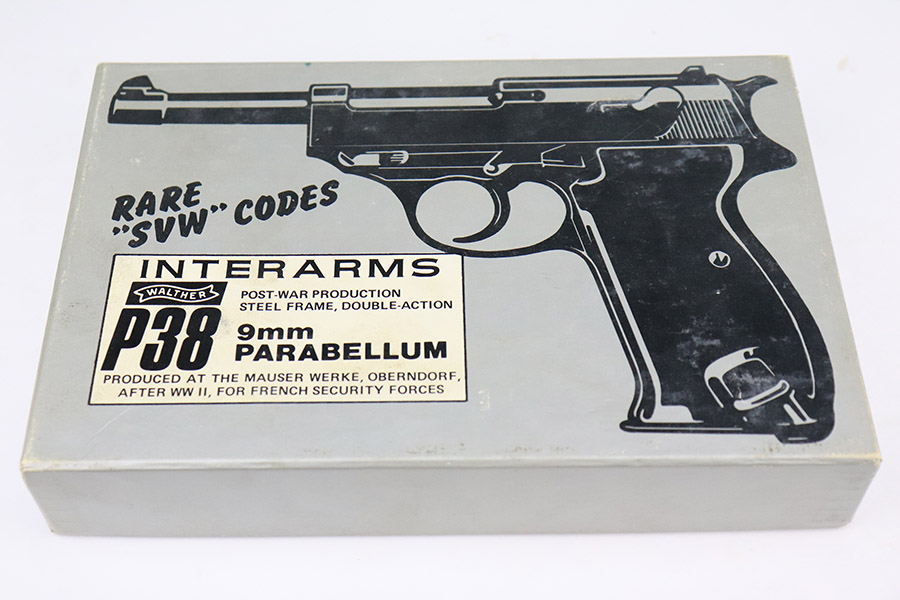 RARE
"SVW" CODES
INTERARMS
WALTHER
P38
POST-WAR PRODUCTION
STEEL FRAME, DOUBLE-ACTION
9mm
PARABELLUM
PRODUCED AT THE MAUSER WERKE, OBERNDORF,
AFTER WW II, FOR FRENCH SECURITY FORCES